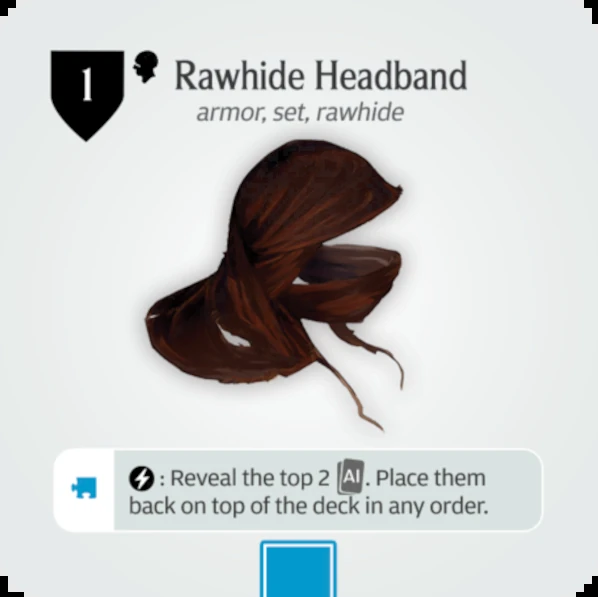 1
Rawhide Headband
armor, set, rawhide
: Reveal the top 2 AI. Place them
back on top of the deck in any order.